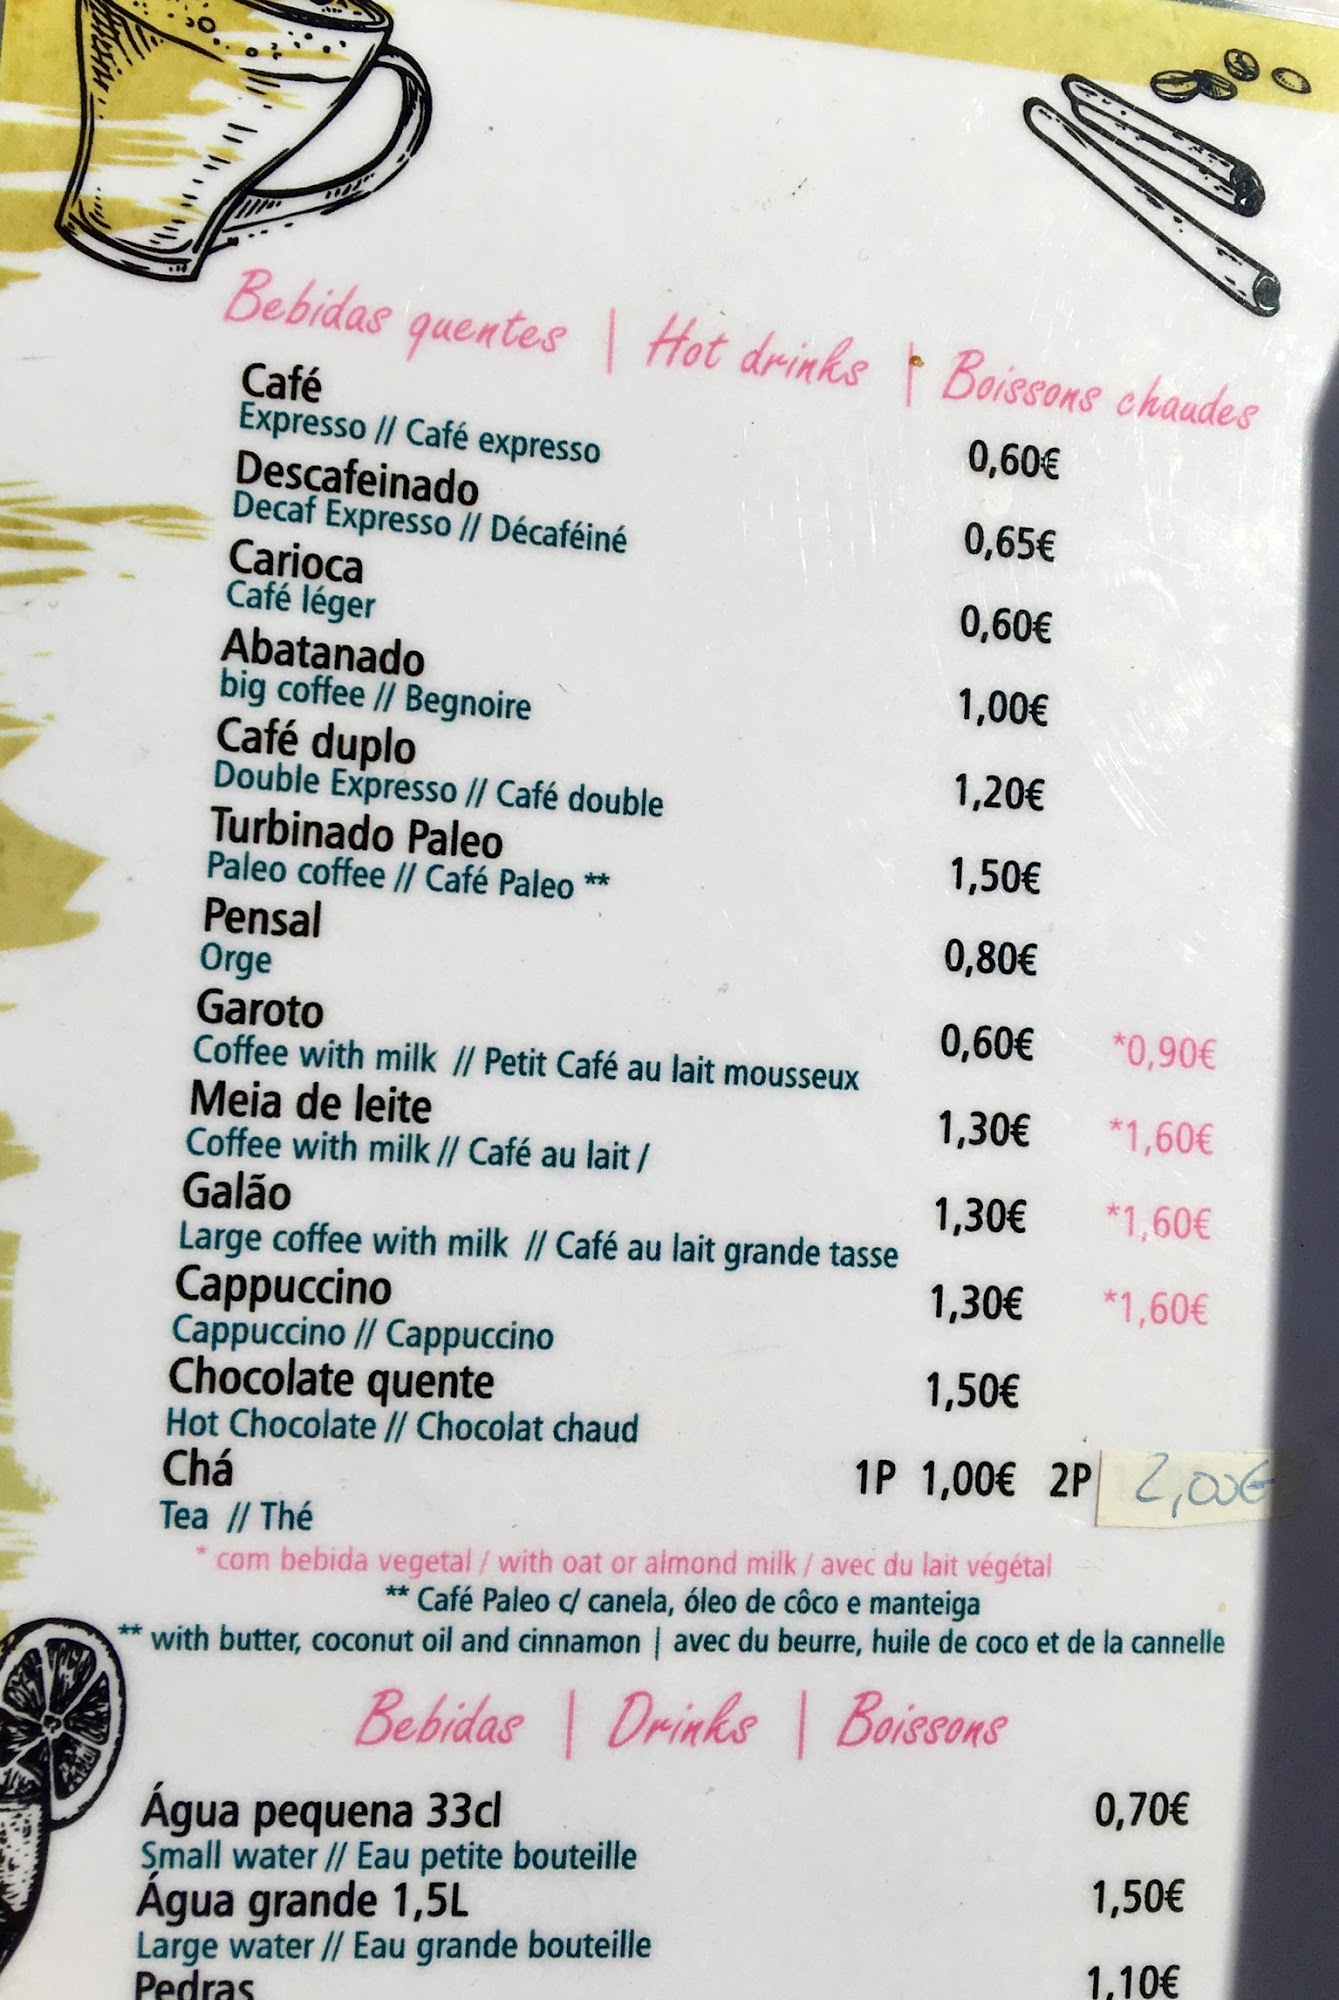 Bebidas quentes | Hot drinks | Boissons chaudes
Café 0,60€
Expresso // Café expresso
Descafeinado 0,65€
Decaf Expresso // Décaféiné
Carioca 0,60€
Café léger
Abatanado 1,00€
big coffee // Begnoire
Café duplo 1,20€
Double Expresso // Café double
Turbinado Paleo 1,50€
Paleo coffee // Café Paleo **
Pensal 0,80€
Orge
Garoto 0,60€ *0,90€
Coffee with milk // Petit Café au lait mousseux
Meia de leite 1,30€ *1,60€
Coffee with milk // Café au lait /
Galão 1,30€ *1,60€
Large coffee with milk // Café au lait grande tasse
Cappuccino 1,30€ *1,60€
Cappuccino // Cappuccino
Chocolate quente 1,50€
Hot Chocolate // Chocolat chaud
Chá 1P 1,00€ 2P 2,00€
Tea // Thé
* com bebida vegetal / with oat or almond milk / avec du lait végétal
** Café Paleo c/ canela, óleo de côco e manteiga
** with butter, coconut oil and cinnamon | avec du beurre, huile de coco et de la cannelle
Bebidas | Drinks | Boissons
Água pequena 33cl 0,70€
Small water // Eau petite bouteille
Água grande 1,5L 1,50€
Large water // Eau grande bouteille
Pedras 1,10€